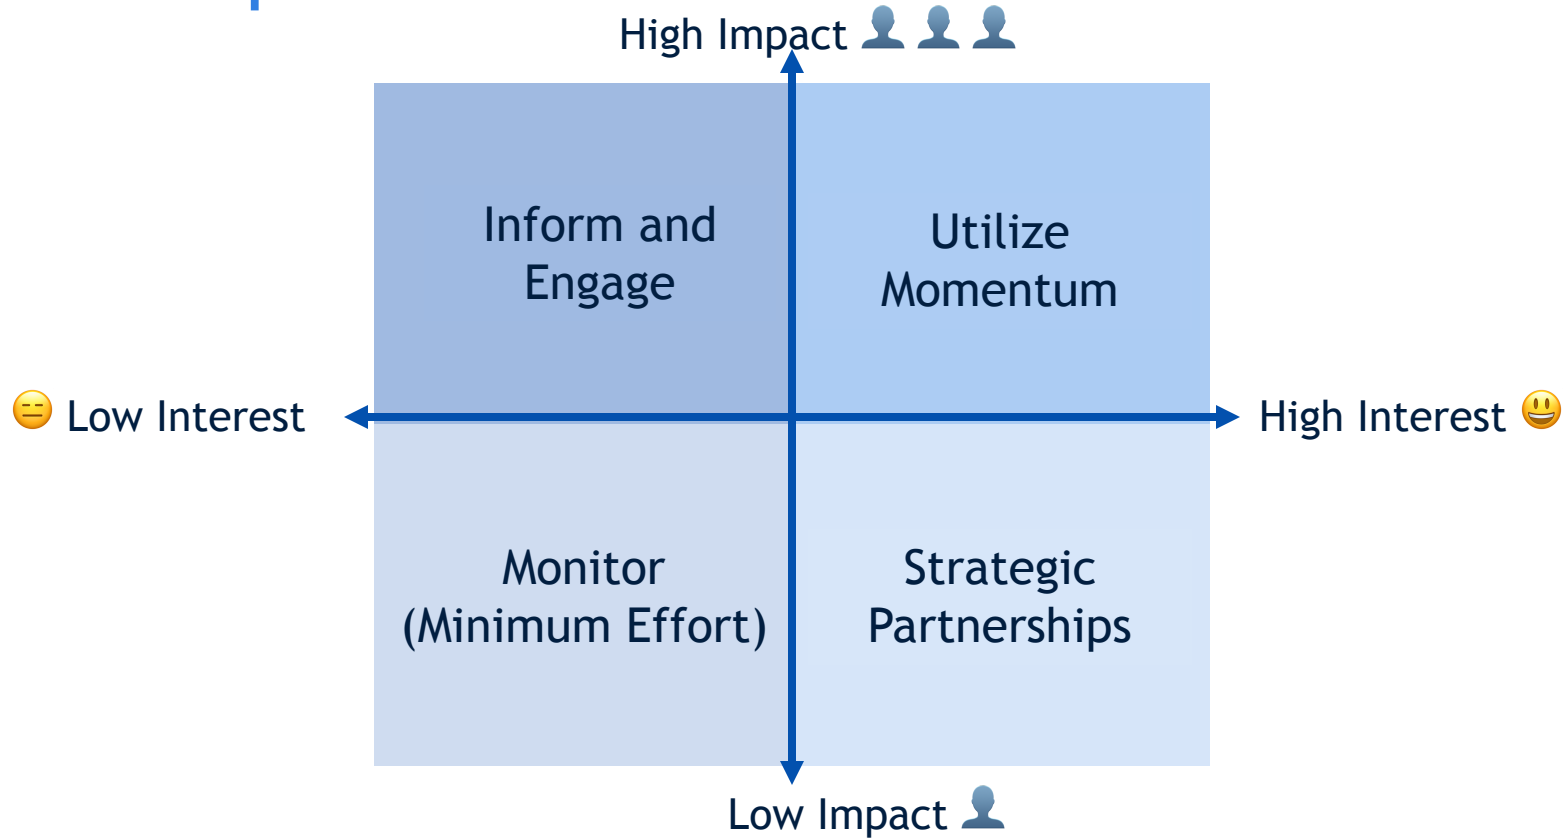 High Impact 👤 👤 👤
Inform and
Engage
Utilize
Momentum
😑 Low Interest
High Interest 😃
Monitor
(Minimum Effort)
Strategic
Partnerships
Low Impact 👤